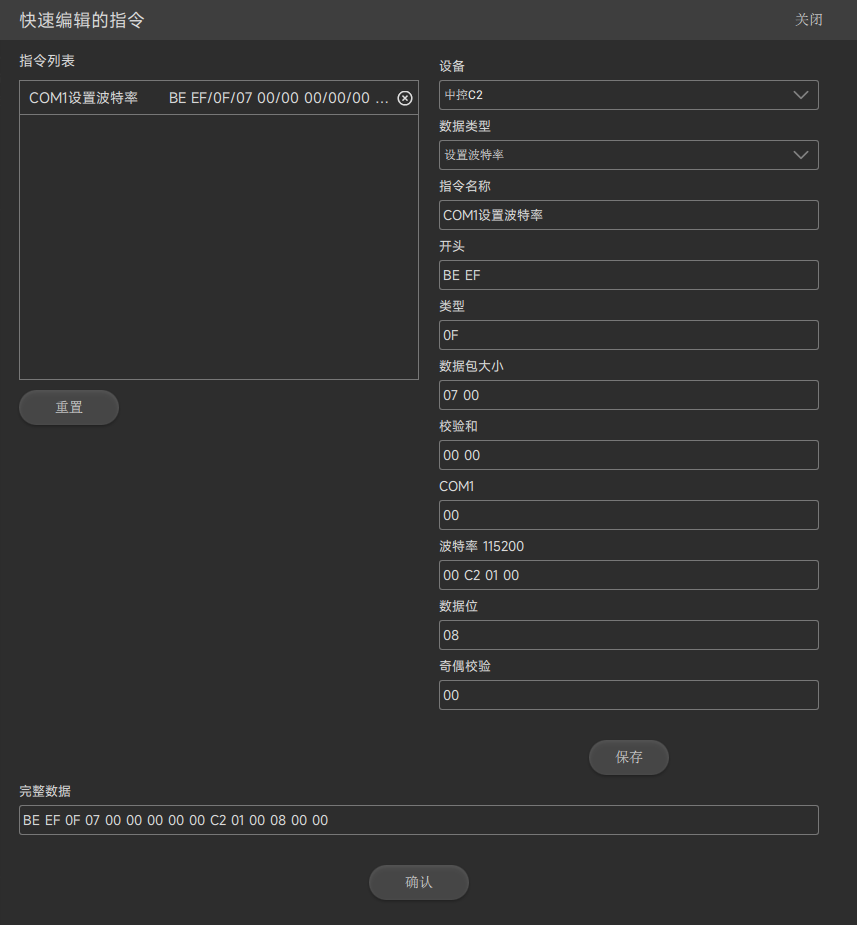 快速编辑的指令
关闭
指令列表
COM1设置波特率 BE EF/0F/07 00/00 00/00/00 ...
重置
设备
中控C2
数据类型
设置波特率
指令名称
COM1设置波特率
开头
BE EF
类型
0F
数据包大小
07 00
校验和
00 00
COM1
00
波特率 115200
00 C2 01 00
数据位
08
奇偶校验
00
保存
完整数据
BE EF 0F 07 00 00 00 00 00 C2 01 00 08 00 00
确认